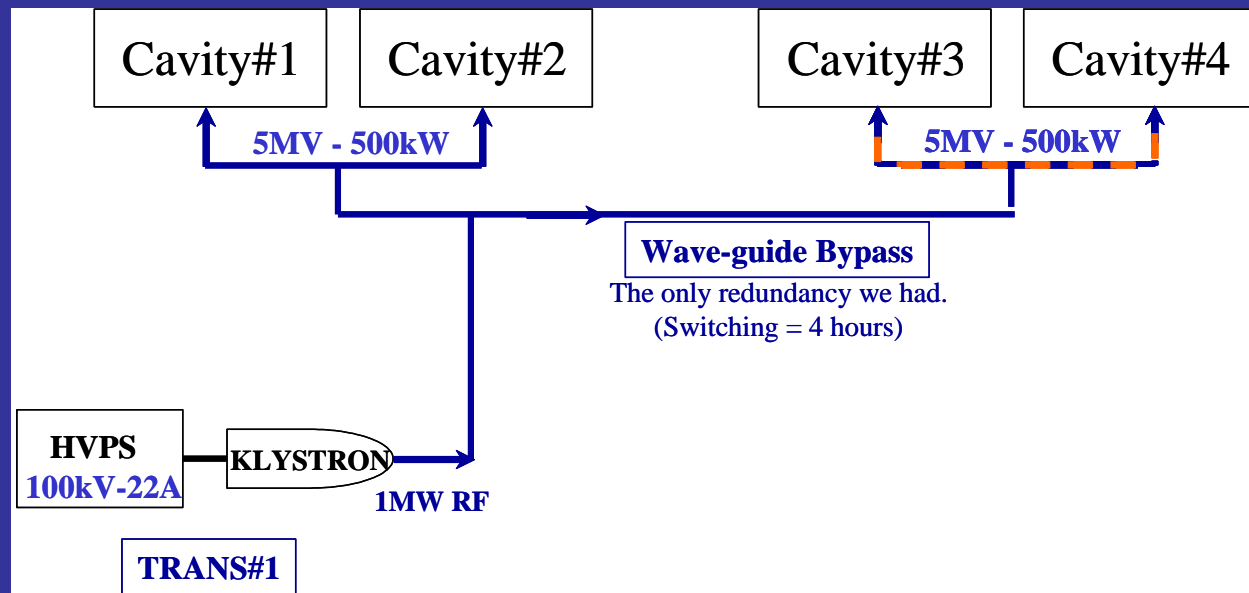 Cavity#1
Cavity#2
Cavity#3
Cavity#4
5MV - 500kW
5MV - 500kW
Wave-guide Bypass
The only redundancy we had.
(Switching = 4 hours)
HVPS
100kV-22A
KLYSTRON
1MW RF
TRANS#1